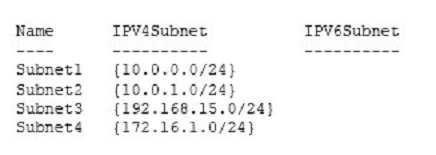 Name IPV4Subnet IPV6Subnet
---- ---------- ----------
Subnet1 {10.0.0.0/24}
Subnet2 {10.0.1.0/24}
Subnet3 {192.168.15.0/24}
Subnet4 {172.16.1.0/24}